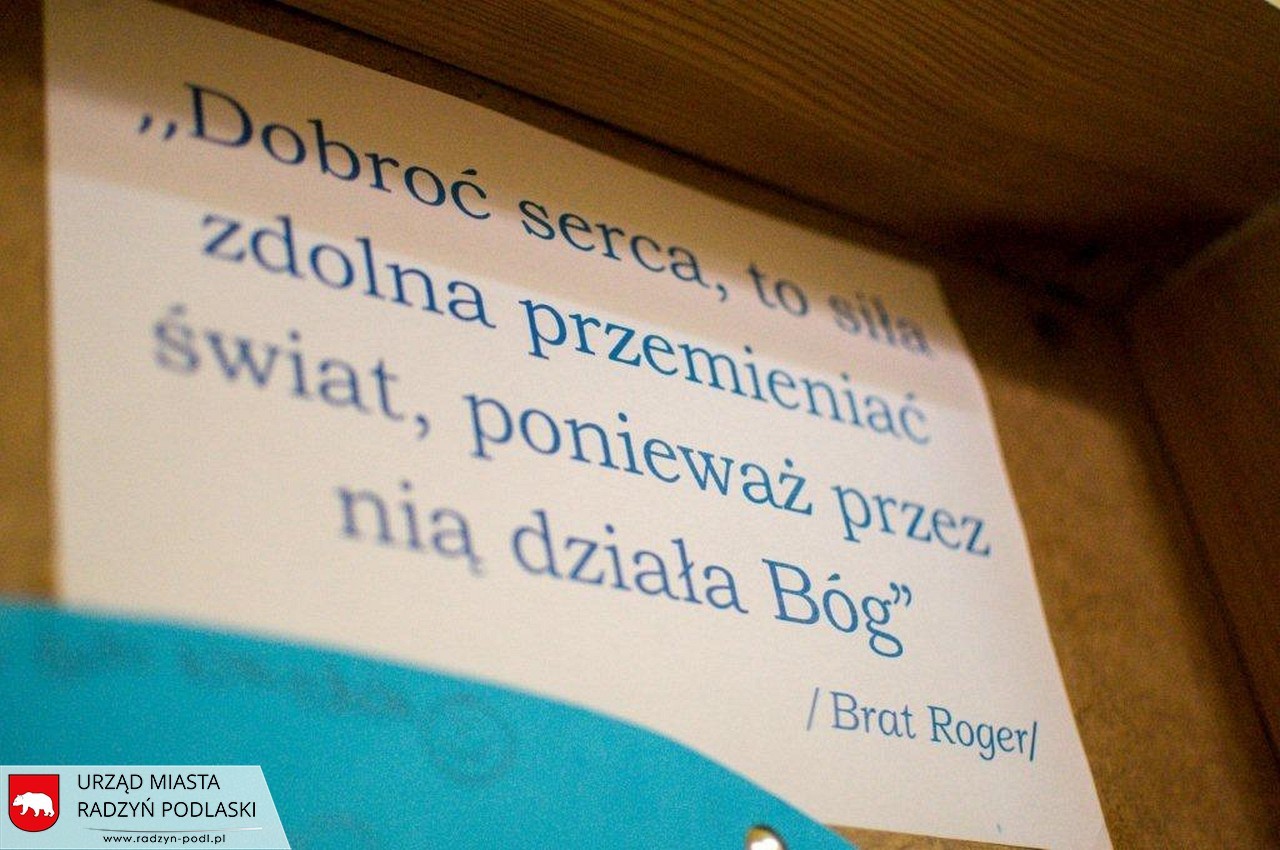 ,,Dobroć serca, to siła
zdolna przemieniać
świat, ponieważ przez
nią działa Bóg”
/Brat Roger/
URZĄD MIASTA
RADZYŃ PODLASKI
www.radzyn-podl.pl